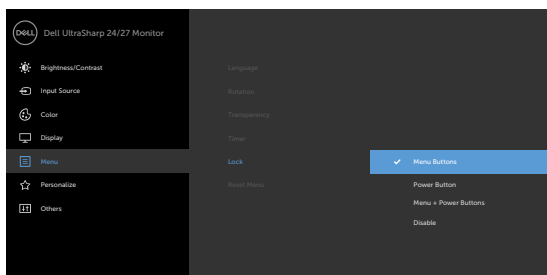 DELL Dell UltraSharp 24/27 Monitor
Brightness/Contrast
Input Source
Color
Display
Menu
Personalize
Others
Language
Rotation
Transparency
Timer
Lock
Reset Menu
Menu Buttons
Power Button
Menu + Power Buttons
Disable